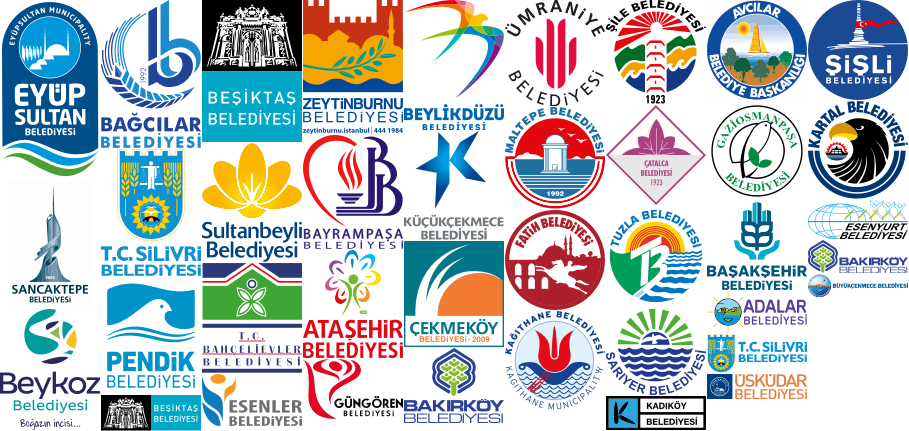 EYÜPSULTAN MUNICIPALITY
EYÜP
SULTAN
BELEDİYESİ
1992
BAĞCILAR
BELEDİYESİ
BEŞİKTAŞ
BELEDİYESİ
ZEYTİNBURNU
BELEDİYESİ
zeytinburnu.istanbul | 444 1984
BEYLİKDÜZÜ
BELEDİYESİ
ÜMRANİYE
BELEDİYESİ
ŞİLE BELEDİYESİ
1923
AVCILAR
BELEDİYE BAŞKANLIĞI
ŞİŞLİ
BELEDİYESİ
SANCAKTEPE
BELEDİYESİ
T.C. SİLİVRİ
BELEDİYESİ
Sultanbeyli
Belediyesi
BAYRAMPAŞA
BELEDİYESİ
KÜÇÜKÇEKMECE
BELEDİYESİ
MALTEPE BELEDİYESİ
1992
ÇATALCA
BELEDİYESİ
1923
GAZİOSMANPAŞA
BELEDİYESİ
KARTAL BELEDİYESİ
Beykoz
Belediyesi
Boğazın incisi...
PENDİK
BELEDİYESİ
BEŞİKTAŞ
BELEDİYESİ
T.C.
BAHÇELİEVLER
BELEDİYESİ
ESENLER
BELEDİYESİ
ATAŞEHİR
BELEDİYESİ
GÜNGÖREN
BELEDİYESİ
ÇEKMEKÖY
BELEDİYESİ - 2009
BAKIRKÖY
BELEDİYESİ
FATİH BELEDİYESİ
KAĞITHANE BELEDİYESİ
KAGITHANE MUNICIPALITY
TUZLA BELEDİYESİ
SARIYER BELEDİYESİ
KADIKÖY
BELEDİYESİ
BAŞAKŞEHİR
BELEDİYESİ
ADALAR
BELEDİYESİ
T.C. SİLİVRİ
BELEDİYESİ
ÜSKÜDAR
BELEDİYESİ
ESENYURT
BELEDİYESİ
BAKIRKÖY
BELEDİYESİ
BÜYÜKÇEKMECE BELEDİYESİ